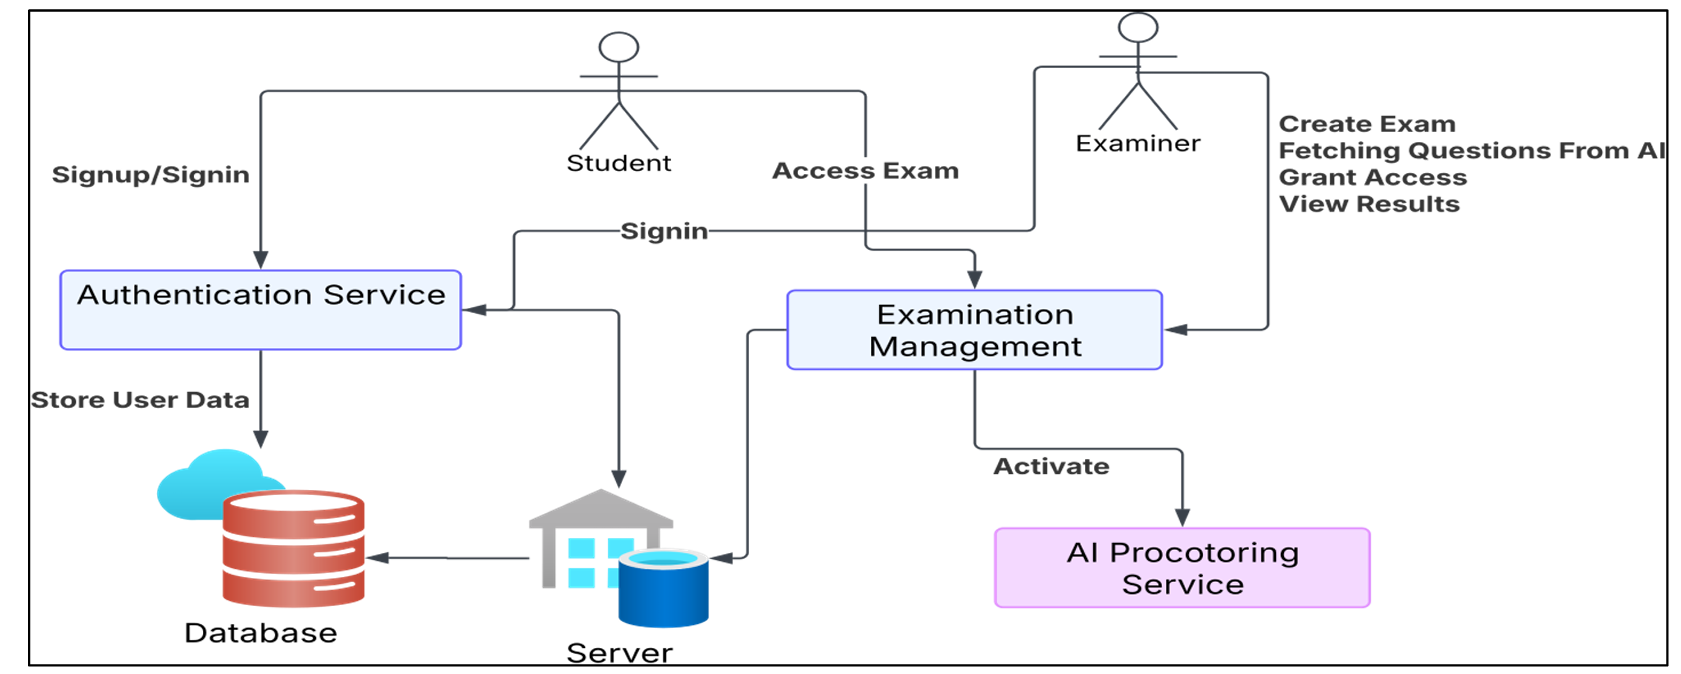 Student
Examiner
Create Exam
Fetching Questions From AI
Grant Access
View Results
Signup/Signin
Access Exam
Signin
Authentication Service
Examination
Management
Store User Data
Activate
AI Procotoring
Service
Database
Server